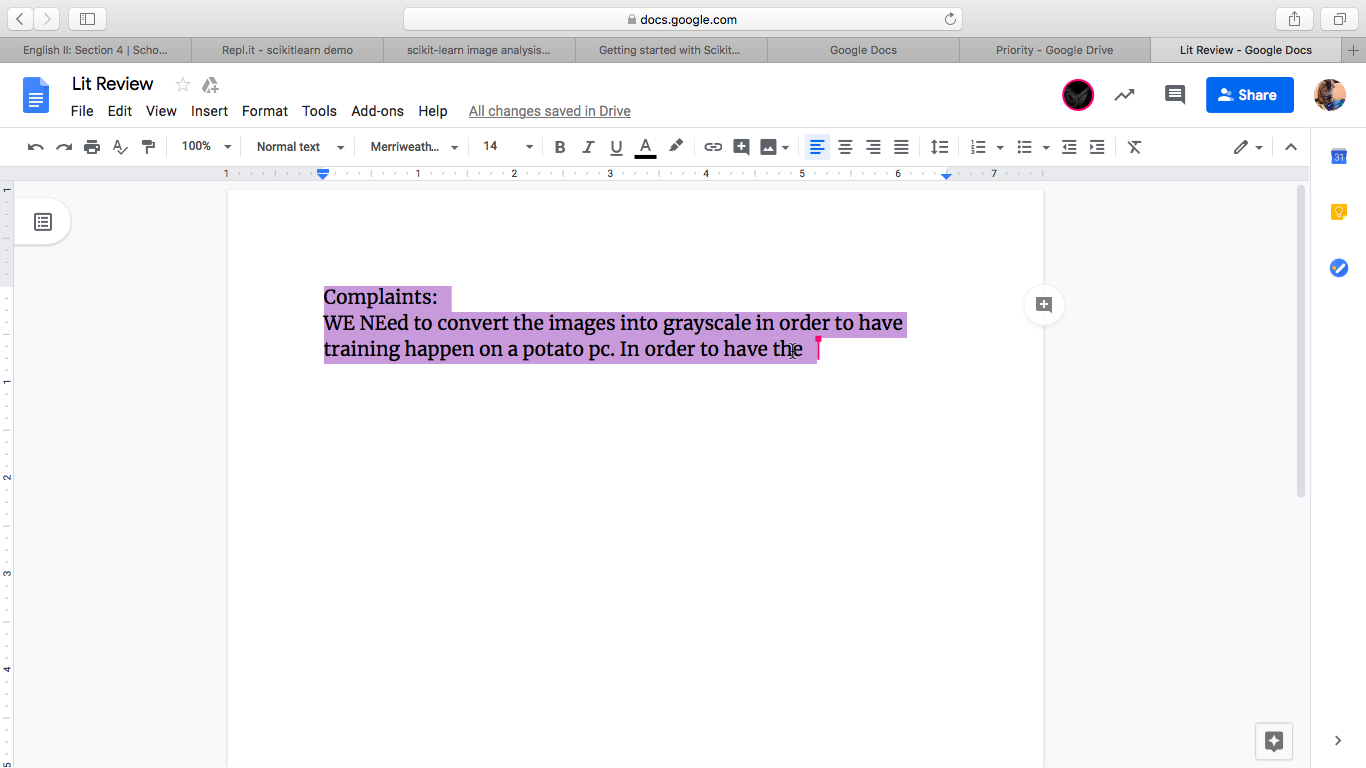 docs.google.com
English II: Section 4 | Scho...
Repl.it - scikitlearn demo
scikit-learn image analysis...
Getting started with Scikit...
Google Docs
Priority - Google Drive
Lit Review - Google Docs
Lit Review
File Edit View Insert Format Tools Add-ons Help All changes saved in Drive
Share
100% Normal text Merriweath... 14 B I U A
1 1 2 3 4 5 6 7
31
1
1
2
3
4
5
Complaints:
WE NEed to convert the images into grayscale in order to have
training happen on a potato pc. In order to have the